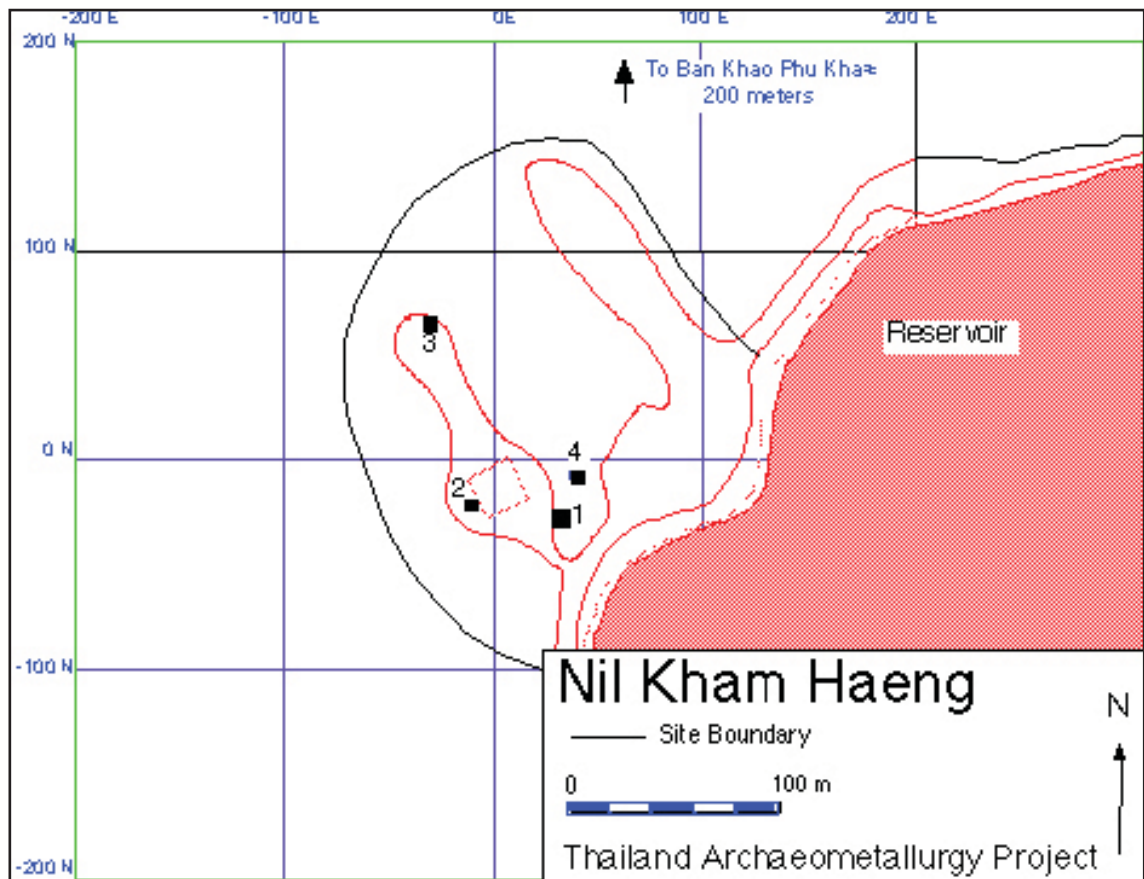 -200 E -100 E 0E 100 E 200 E
200 N
To Ban Khao Phu Kha≈
200 meters
100 N
Reservoir
3
0 N
4
2
1
-100 N
Nil Kham Haeng
N
Site Boundary
0 100 m
Thailand Archaeometallurgy Project
-200 N